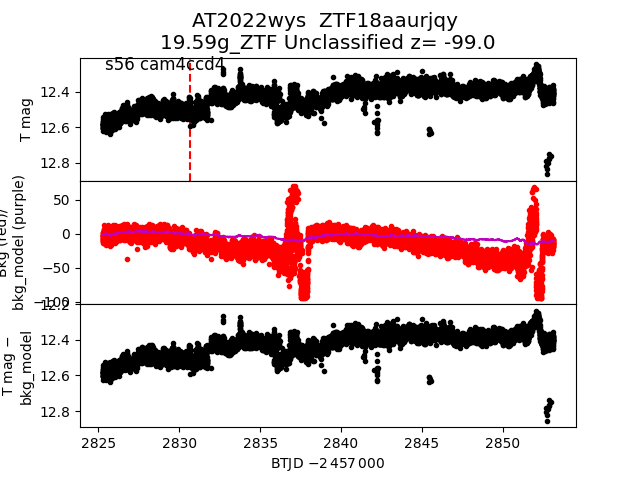 AT2022wys  ZTF18aaurjqy
19.59g_ZTF Unclassified z= -99.0
s56 cam4ccd4
12.4
12.6
12.8
T mag
50
0
−50
−100
Bkg (red)/
bkg_model (purple)
12.2
12.4
12.6
12.8
T mag −
bkg_model
2825 2830 2835 2840 2845 2850
BTJD −2 457 000